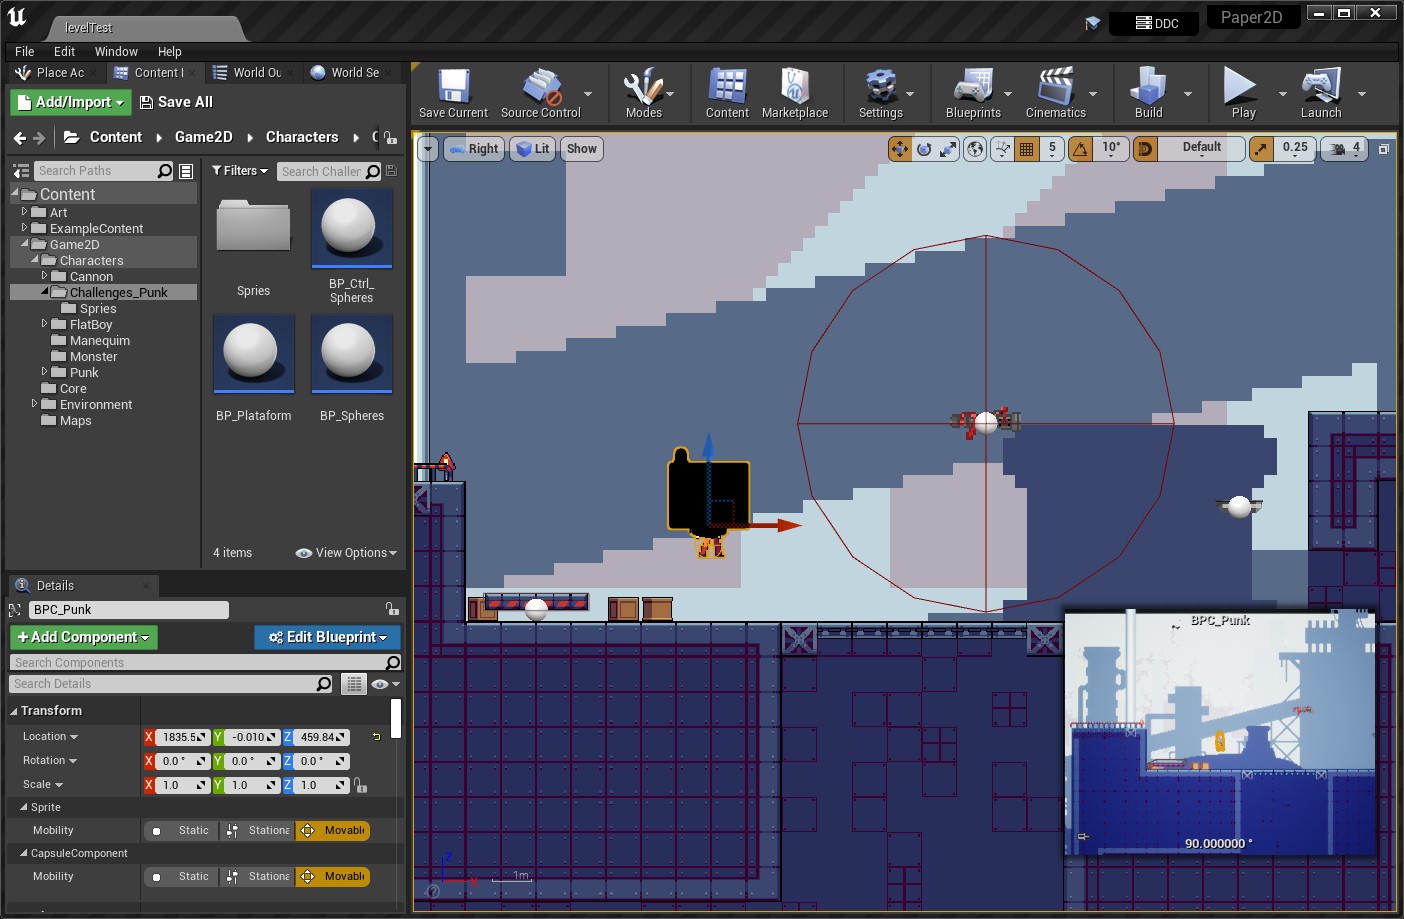 levelTest
DDC
Paper2D
File Edit Window Help
Place Ac
Content I
World Ou
World Se
Add/Import
Save All
Content
Game2D
Characters
Search Paths
Filters
Search Challer
Content
Art
ExampleContent
Game2D
Characters
Cannon
Challenges_Punk
Spries
FlatBoy
Manequim
Monster
Punk
Core
Environment
Maps
Spries
BP_Ctrl_
Spheres
BP_Plataform
BP_Spheres
4 items
View Options
Save Current
Source Control
Modes
Content
Marketplace
Settings
Blueprints
Cinematics
Build
Play
Launch
Right
Lit
Show
5
10°
Default
0.25
4
Details
BPC_Punk
+Add Component
Edit Blueprint
Search Components
Search Details
Transform
Location X 1835.5 Y -0.010 Z 459.84
Rotation X 0.0 ° Y 0.0 ° Z 0.0 °
Scale X 1.0 Y 1.0 Z 1.0
Sprite
Mobility Static Stationa Movable
CapsuleComponent
Mobility Static Stationa Movable
Z
1m
BPC_Punk
90.000000 °